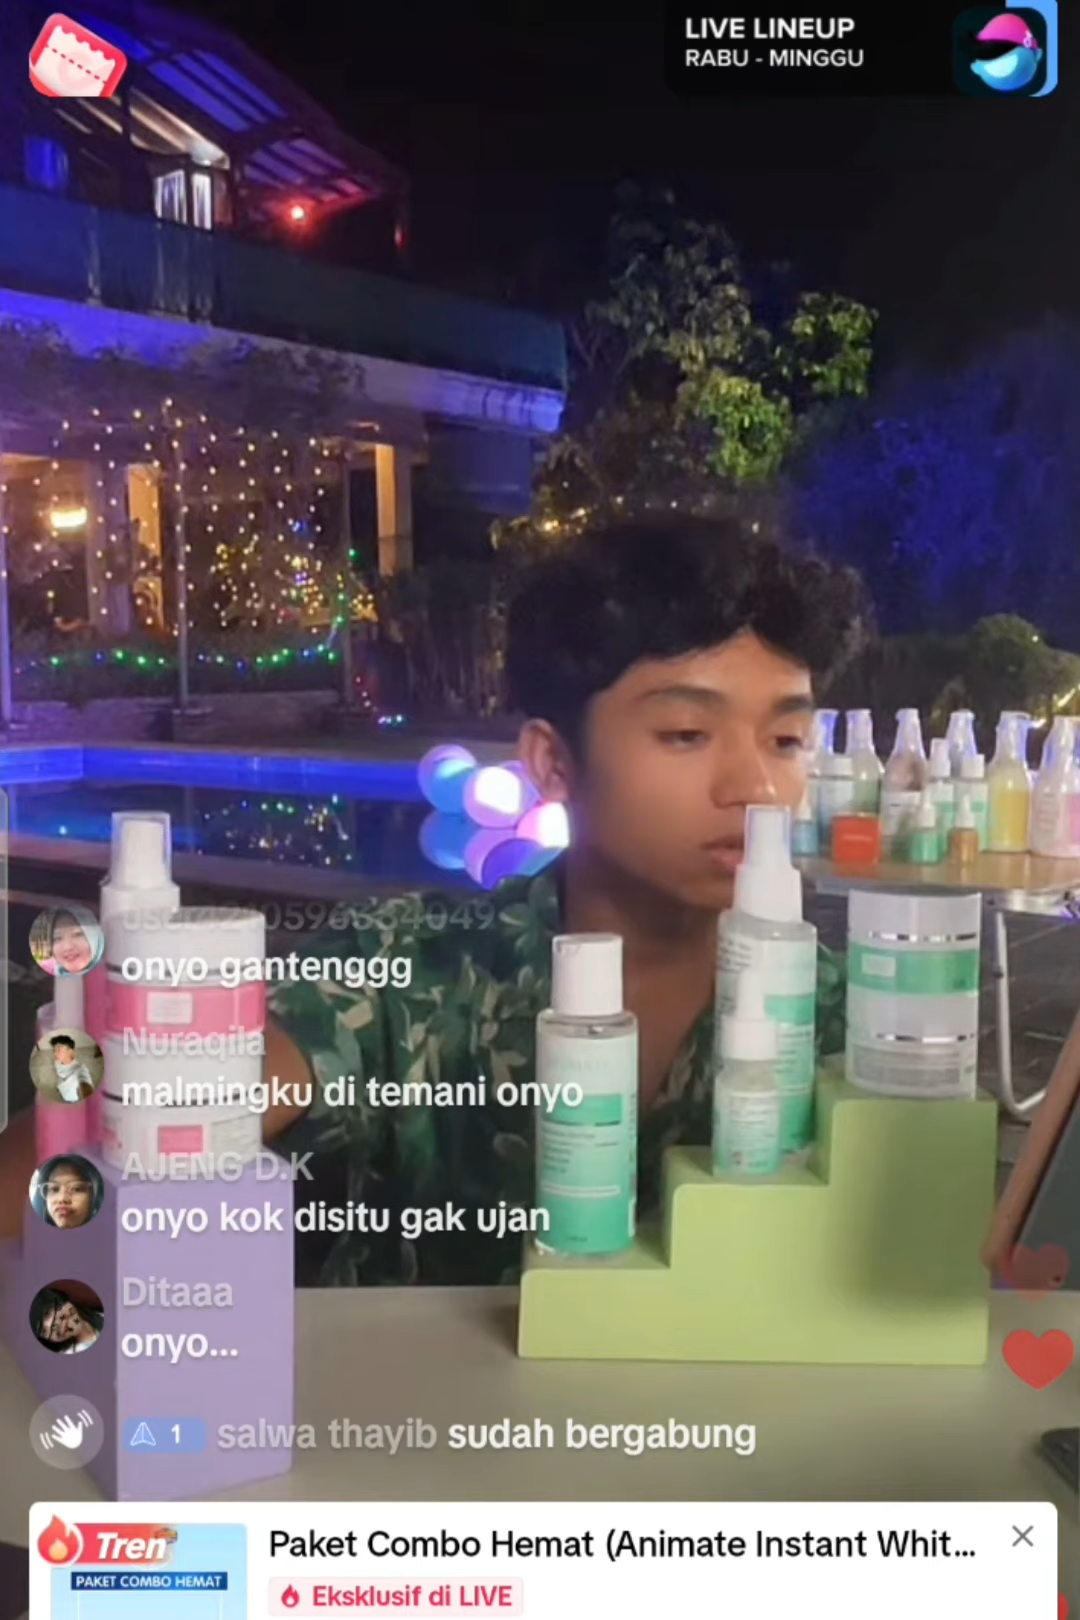 LIVE LINEUP
RABU - MINGGU
onyo gantenggg
Nuraqila
malmingku di temani onyo
AJENG D.K
onyo kok disitu gak ujan
Ditaaa
onyo...
1 salwa thayib sudah bergabung
Tren
PAKET COMBO HEMAT
Paket Combo Hemat (Animate Instant Whit...
Eksklusif di LIVE